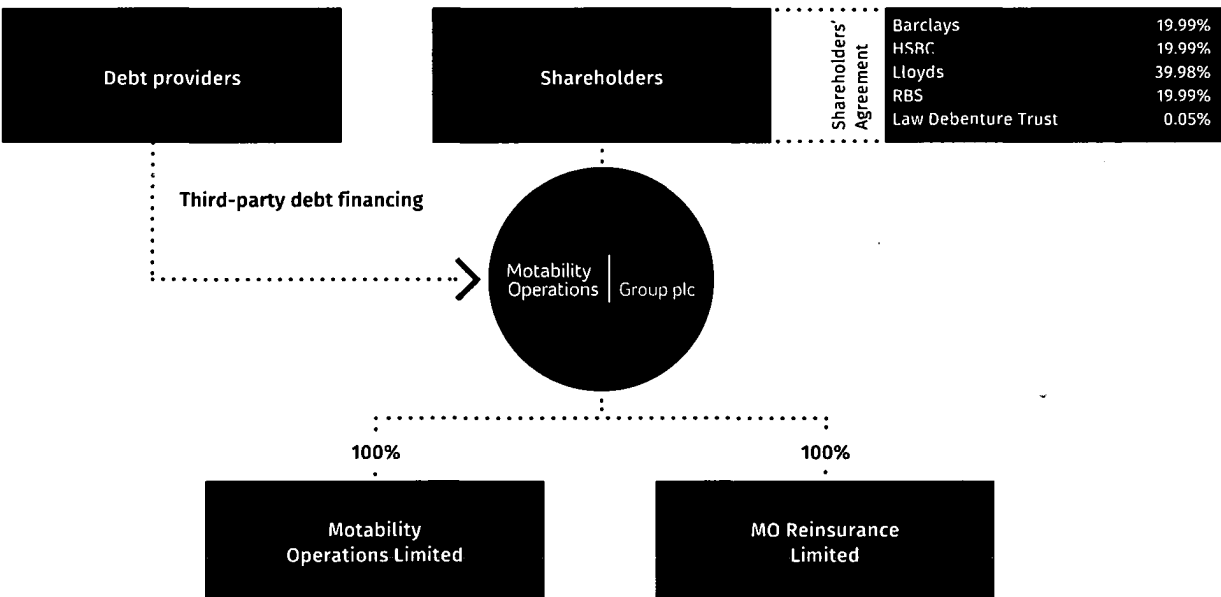 Debt providers
Shareholders
Shareholders'
Agreement
Barclays 19.99%
HSBC 19.99%
Lloyds 39.98%
RBS 19.99%
Law Debenture Trust 0.05%
Third-party debt financing
Motability
Operations
Group plc
100%
100%
Motability
Operations Limited
MO Reinsurance
Limited